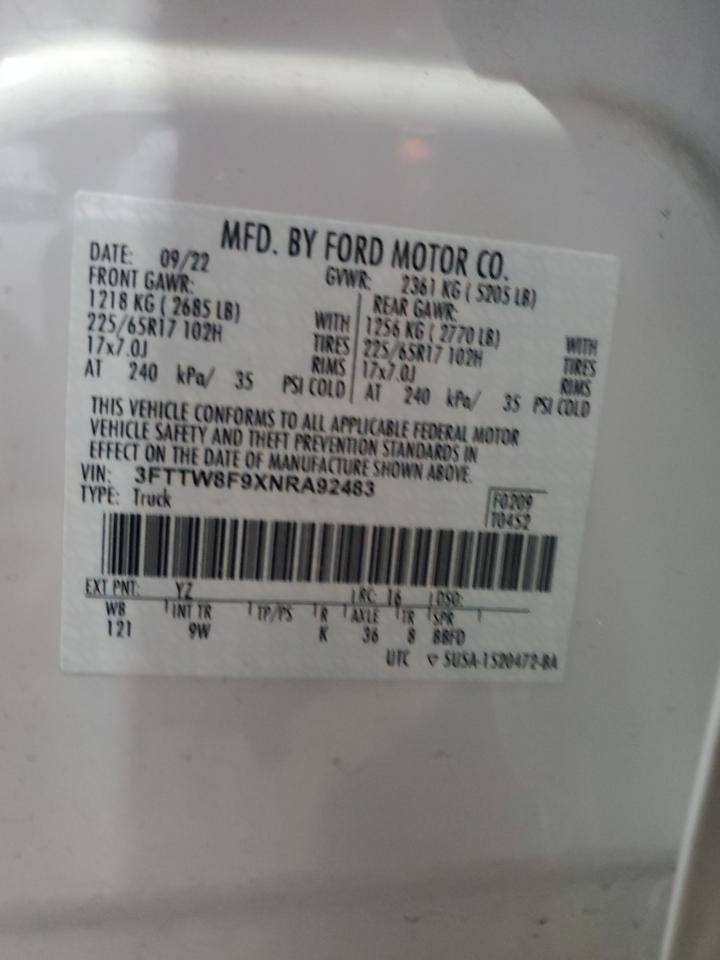 MFD. BY FORD MOTOR CO.
DATE: 09/22 GVWR: 2361 KG ( 5205 LB)
FRONT GAWR: REAR GAWR:
1218 KG ( 2685 LB) WITH 1256 KG ( 2770 LB) WITH
225/65R17 102H TIRES 225/65R17 102H TIRES
17x7.0J RIMS 17x7.0J RIMS
AT 240 kPa/ 35 PSI COLD AT 240 kPa/ 35 PSI COLD
THIS VEHICLE CONFORMS TO ALL APPLICABLE FEDERAL MOTOR
VEHICLE SAFETY AND THEFT PREVENTION STANDARDS IN
EFFECT ON THE DATE OF MANUFACTURE SHOWN ABOVE.
VIN: 3FTTW8F9XNRA92483
TYPE: Truck F0209
T0452
EXT PNT: YZ RC: 16 DSO:
WB INT TR TP/PS R AXLE TR SPR
121 9W K 36 8 BBFD
UTC ▽ 5U5A-1520472-BA